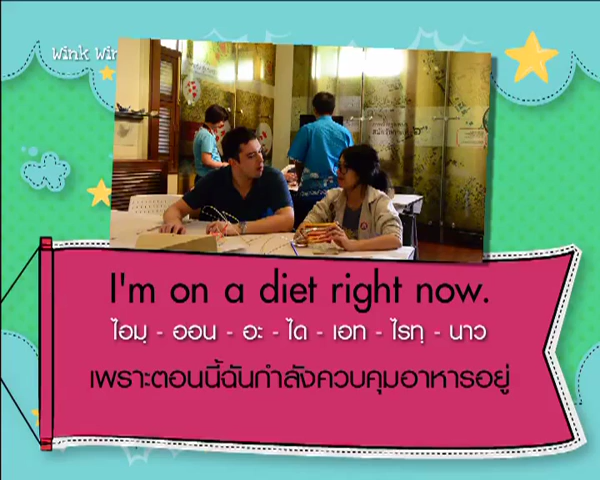 Wink Win
I'm on a diet right now.
ไอมฺ - ออน - อะ - ได - เอท - ไรทฺ - นาว
เพราะตอนนี้ฉันกำลังควบคุมอาหารอยู่